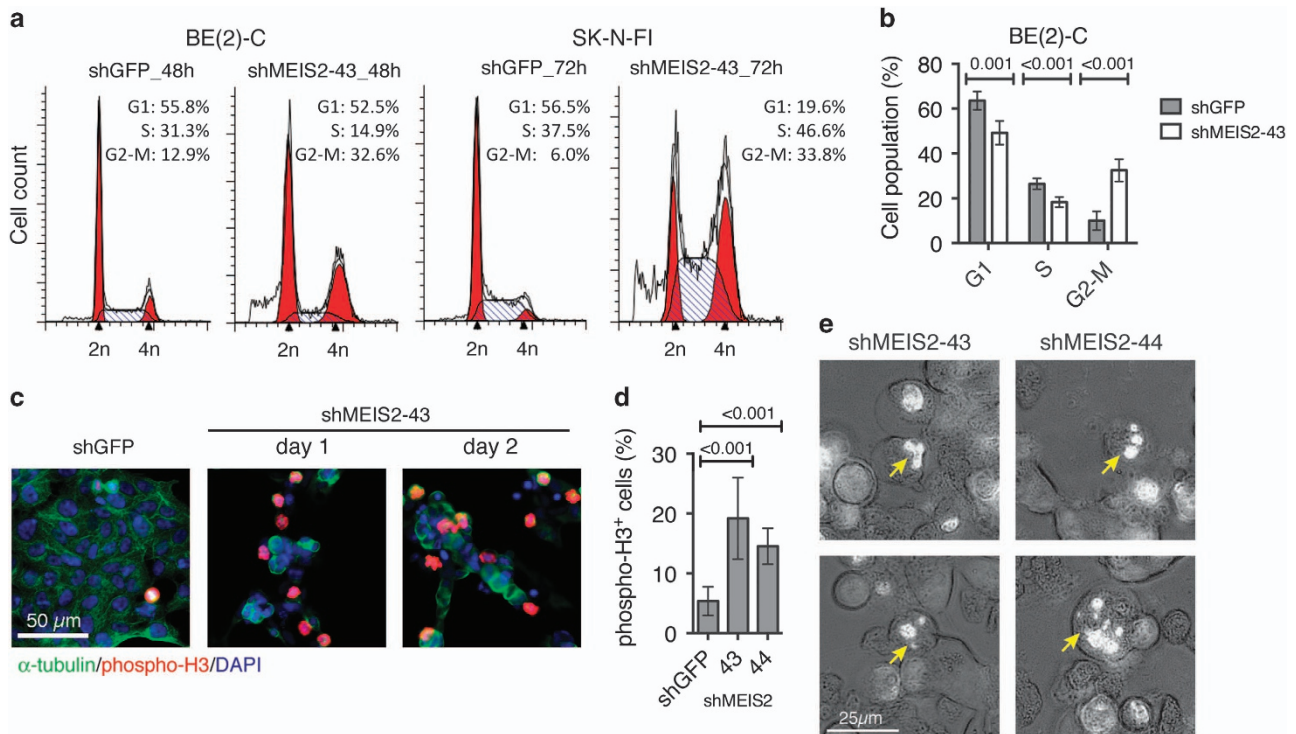 a
BE(2)-C
SK-N-FI
shGFP_48h
shMEIS2-43_48h
shGFP_72h
shMEIS2-43_72h
G1: 55.8%
S: 31.3%
G2-M: 12.9%
G1: 52.5%
S: 14.9%
G2-M: 32.6%
G1: 56.5%
S: 37.5%
G2-M: 6.0%
G1: 19.6%
S: 46.6%
G2-M: 33.8%
Cell count
2n 4n
2n 4n
2n 4n
2n 4n
b
BE(2)-C
0.001 <0.001 <0.001
shGFP
shMEIS2-43
Cell population (%)
80
60
40
20
0
G1 S G2-M
c
shMEIS2-43
shGFP
day 1
day 2
50 μm
α-tubulin/phospho-H3/DAPI
d
<0.001
<0.001
phospho-H3+ cells (%)
30
20
10
0
shGFP 43 44
shMEIS2
e
shMEIS2-43
shMEIS2-44
25μm